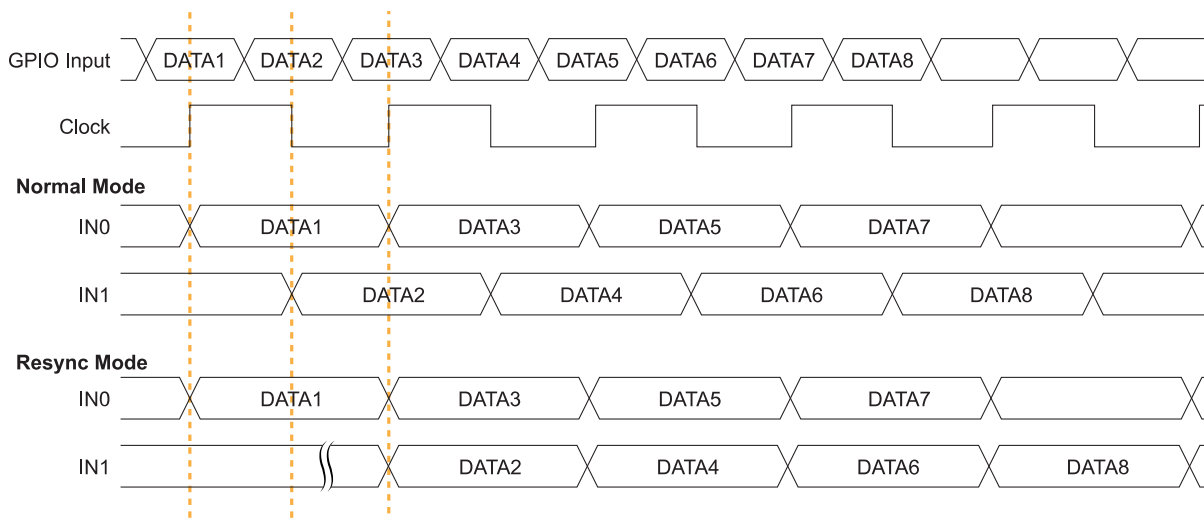 GPIO Input DATA1 DATA2 DATA3 DATA4 DATA5 DATA6 DATA7 DATA8
Clock
Normal Mode
IN0 DATA1 DATA3 DATA5 DATA7
IN1 DATA2 DATA4 DATA6 DATA8
Resync Mode
IN0 DATA1 DATA3 DATA5 DATA7
IN1 DATA2 DATA4 DATA6 DATA8